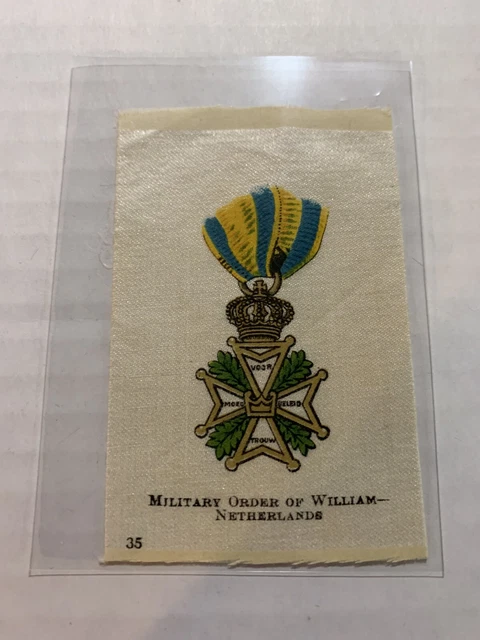 VOOR
MOED BELEID
TROUW
MILITARY ORDER OF WILLIAM—
NETHERLANDS
35